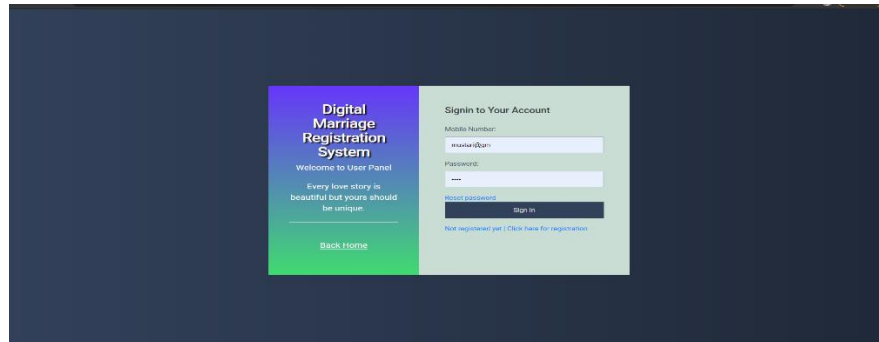 Digital
Marriage
Registration
System
Welcome to User Panel
Every love story is
beautiful but yours should
be unique.
Back Home
Signin to Your Account
Mobile Number:
Password:
Reset password
Sign in
Not registered yet | Click here for registration